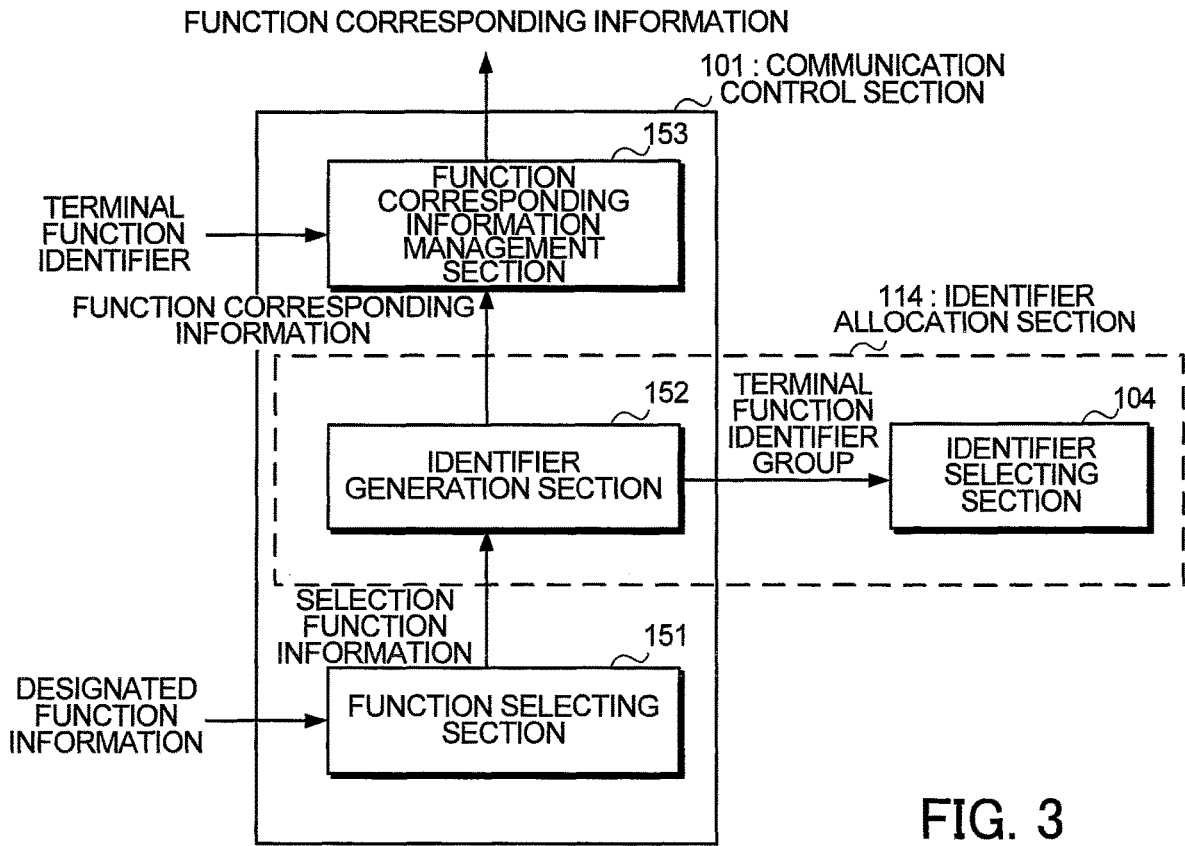 FUNCTION CORRESPONDING INFORMATION
101 : COMMUNICATION
CONTROL SECTION
153
FUNCTION
CORRESPONDING
INFORMATION
MANAGEMENT
SECTION
TERMINAL
FUNCTION
IDENTIFIER
FUNCTION CORRESPONDING
INFORMATION
114 : IDENTIFIER
ALLOCATION SECTION
152
IDENTIFIER
GENERATION SECTION
TERMINAL
FUNCTION
IDENTIFIER
GROUP
104
IDENTIFIER
SELECTING
SECTION
SELECTION
FUNCTION
INFORMATION
151
FUNCTION SELECTING
SECTION
DESIGNATED
FUNCTION
INFORMATION
FIG. 3